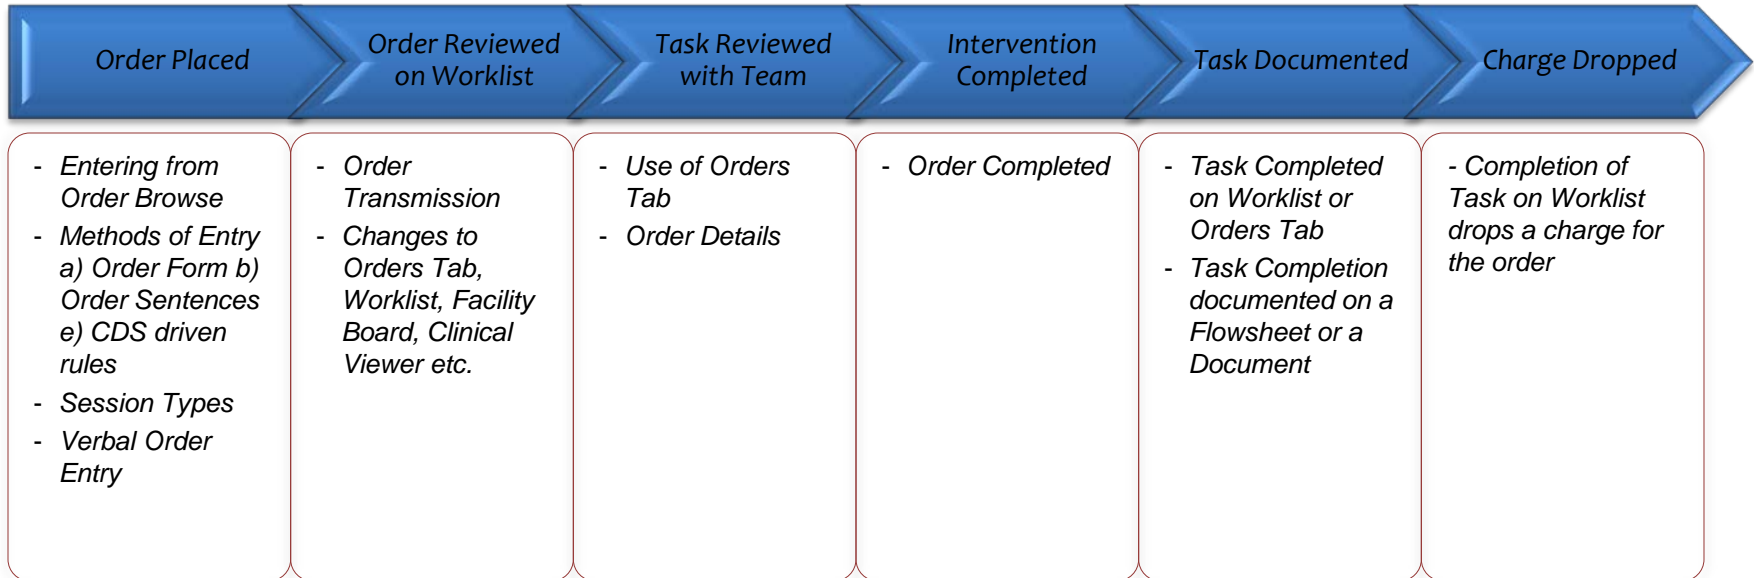 Order Placed
Order Reviewed
on Worklist
Task Reviewed
with Team
Intervention
Completed
Task Documented
Charge Dropped
- Entering from
Order Browse
- Methods of Entry
a) Order Form b)
Order Sentences
e) CDS driven
rules
- Session Types
- Verbal Order
Entry
- Order
Transmission
- Changes to
Orders Tab,
Worklist, Facility
Board, Clinical
Viewer etc.
- Use of Orders
Tab
- Order Details
- Order Completed
- Task Completed
on Worklist or
Orders Tab
- Task Completion
documented on a
Flowsheet or a
Document
- Completion of
Task on Worklist
drops a charge for
the order